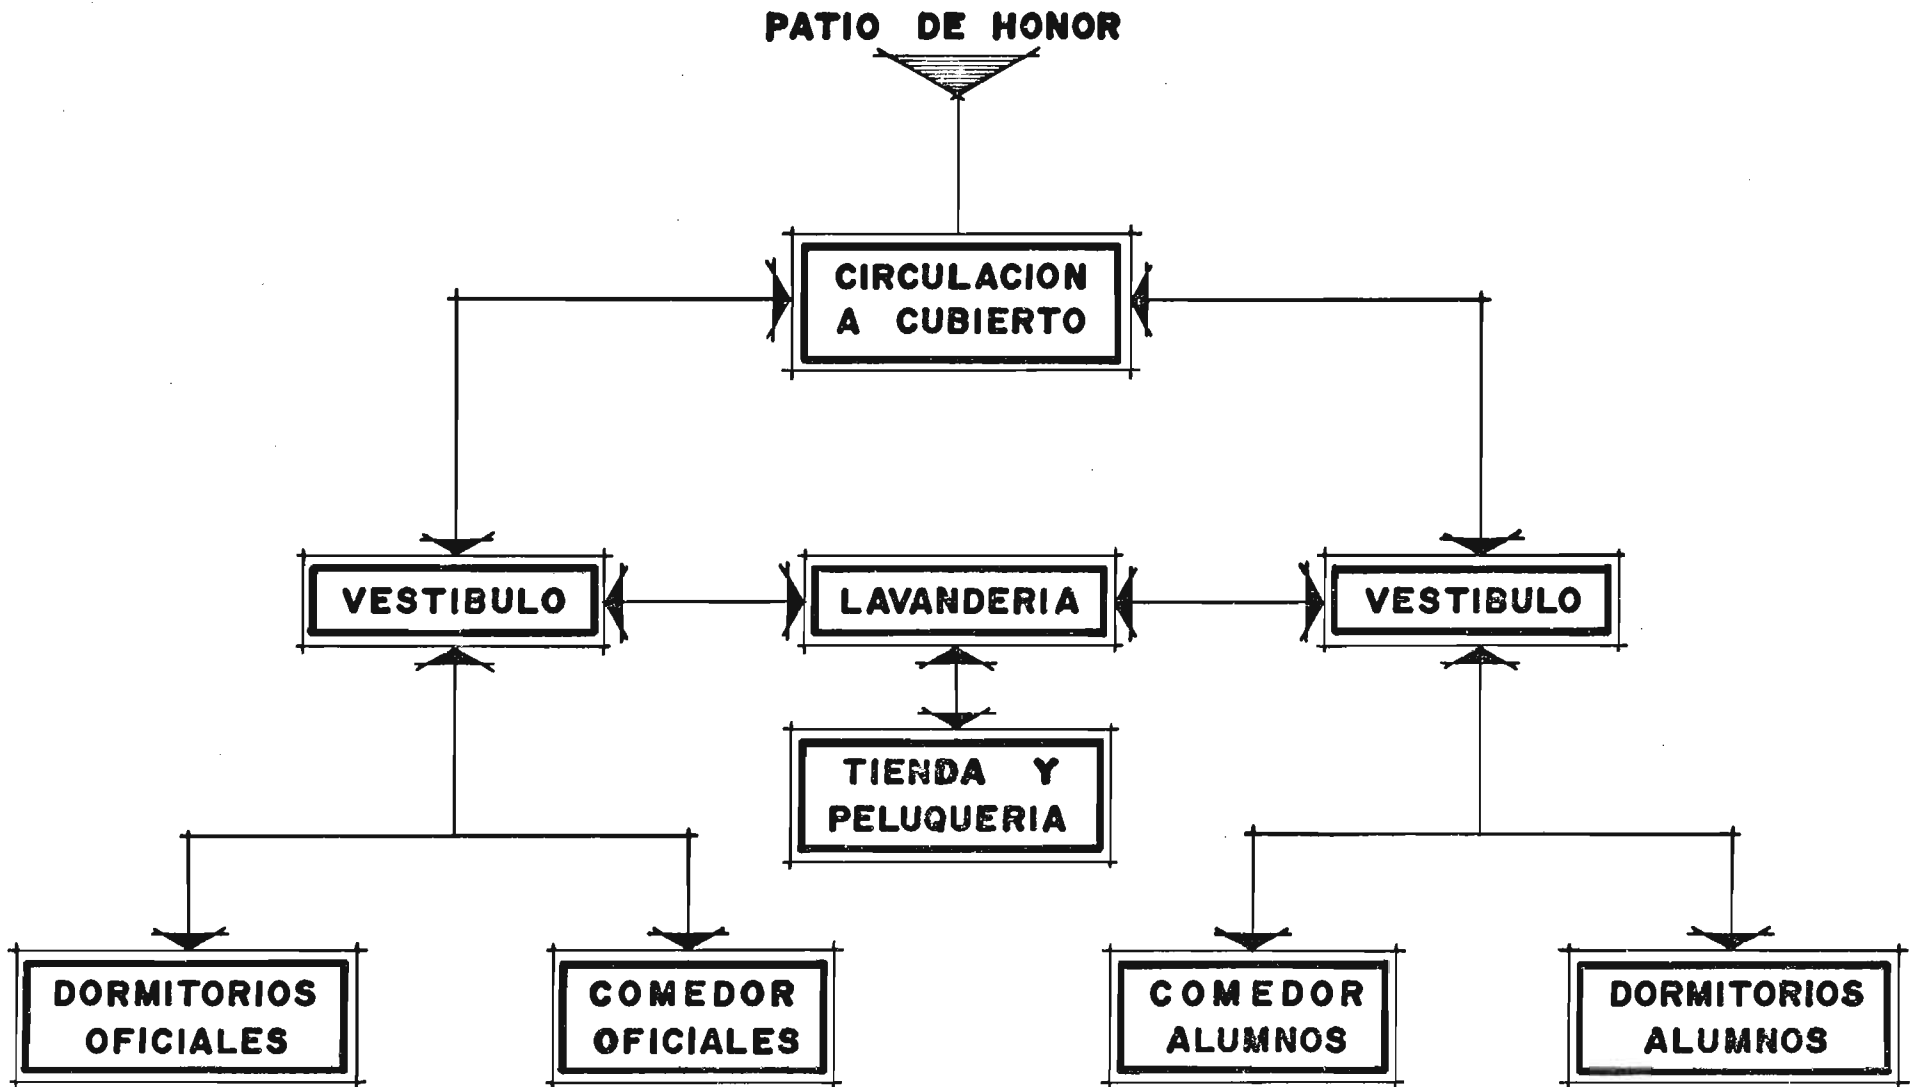 PATIO DE HONOR
CIRCULACION
A CUBIERTO
VESTIBULO
LAVANDERIA
VESTIBULO
TIENDA Y
PELUQUERIA
DORMITORIOS
OFICIALES
COMEDOR
OFICIALES
COMEDOR
ALUMNOS
DORMITORIOS
ALUMNOS